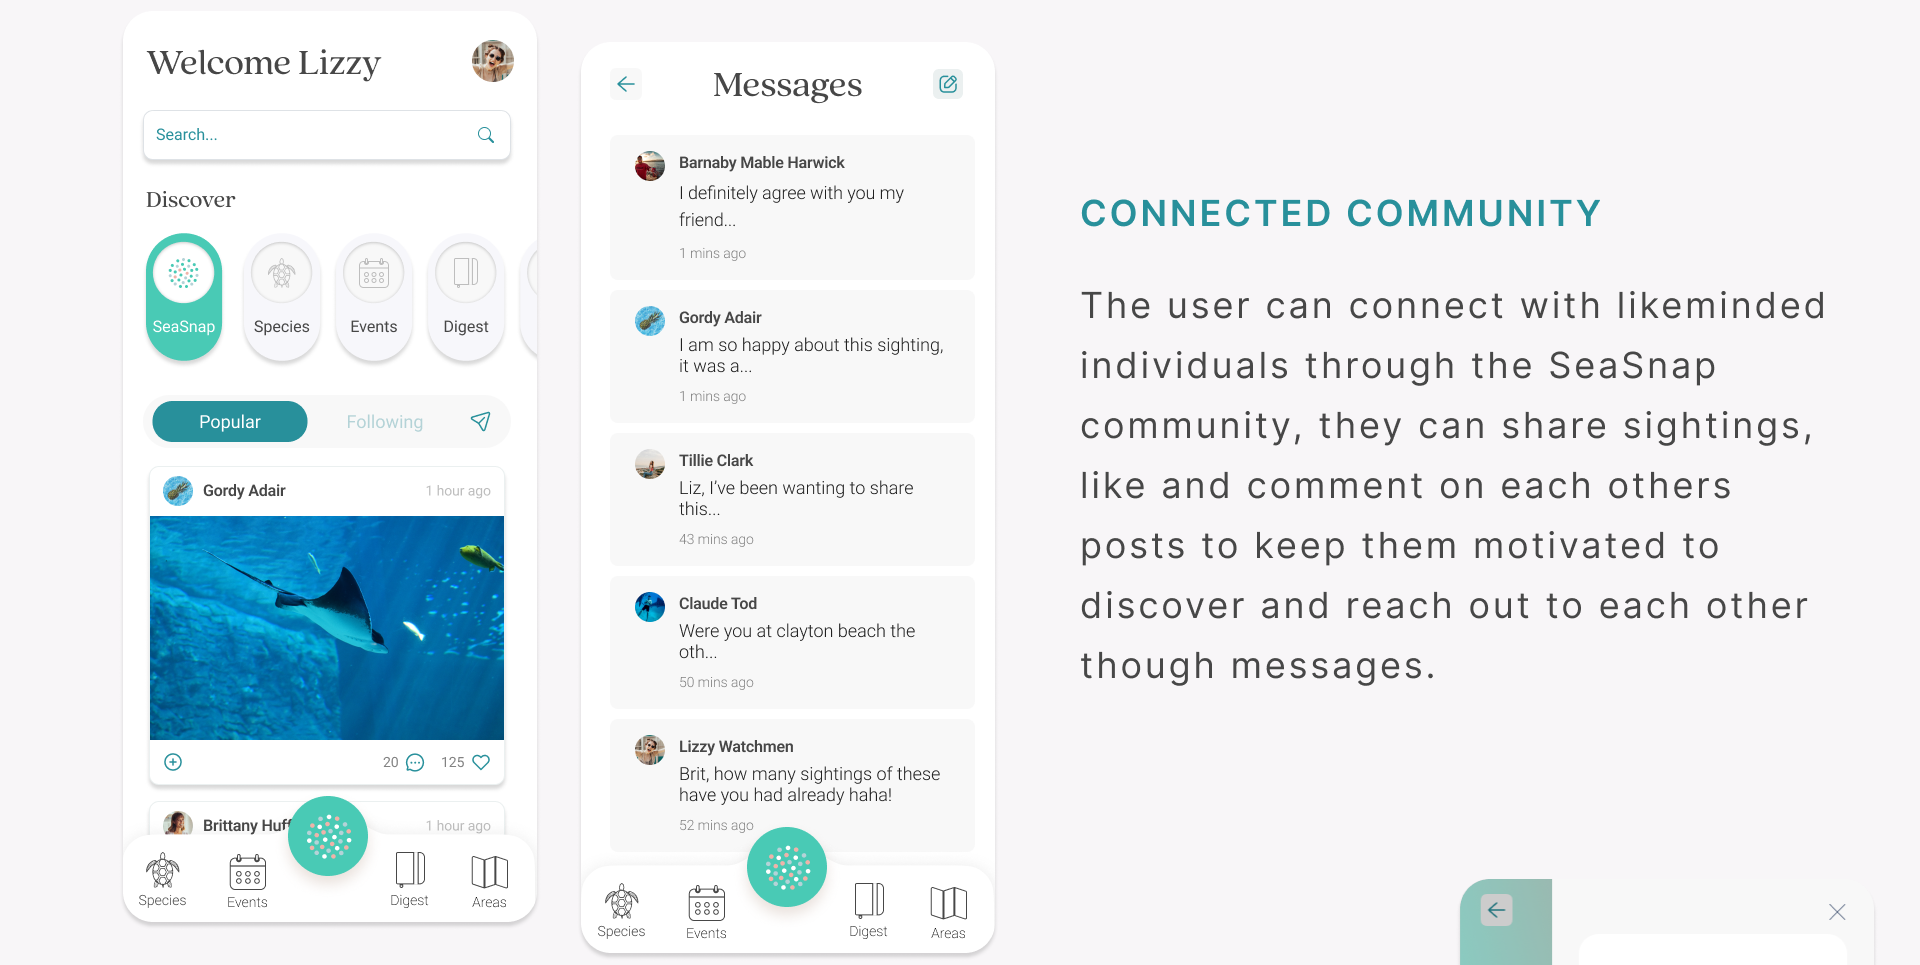 Welcome Lizzy
Search...
Discover
SeaSnap
Species
Events
Digest
Popular
Following
Gordy Adair
1 hour ago
20
125
Brittany Huff
1 hour ago
Species
Events
Digest
Areas
Messages
Barnaby Mable Harwick
I definitely agree with you my
friend...
1 mins ago
Gordy Adair
I am so happy about this sighting,
it was a...
1 mins ago
Tillie Clark
Liz, I've been wanting to share
this...
43 mins ago
Claude Tod
Were you at clayton beach the
oth...
50 mins ago
Lizzy Watchmen
Brit, how many sightings of these
have you had already haha!
52 mins ago
Species
Events
Digest
Areas
CONNECTED COMMUNITY
The user can connect with likeminded
individuals through the SeaSnap
community, they can share sightings,
like and comment on each others
posts to keep them motivated to
discover and reach out to each other
though messages.